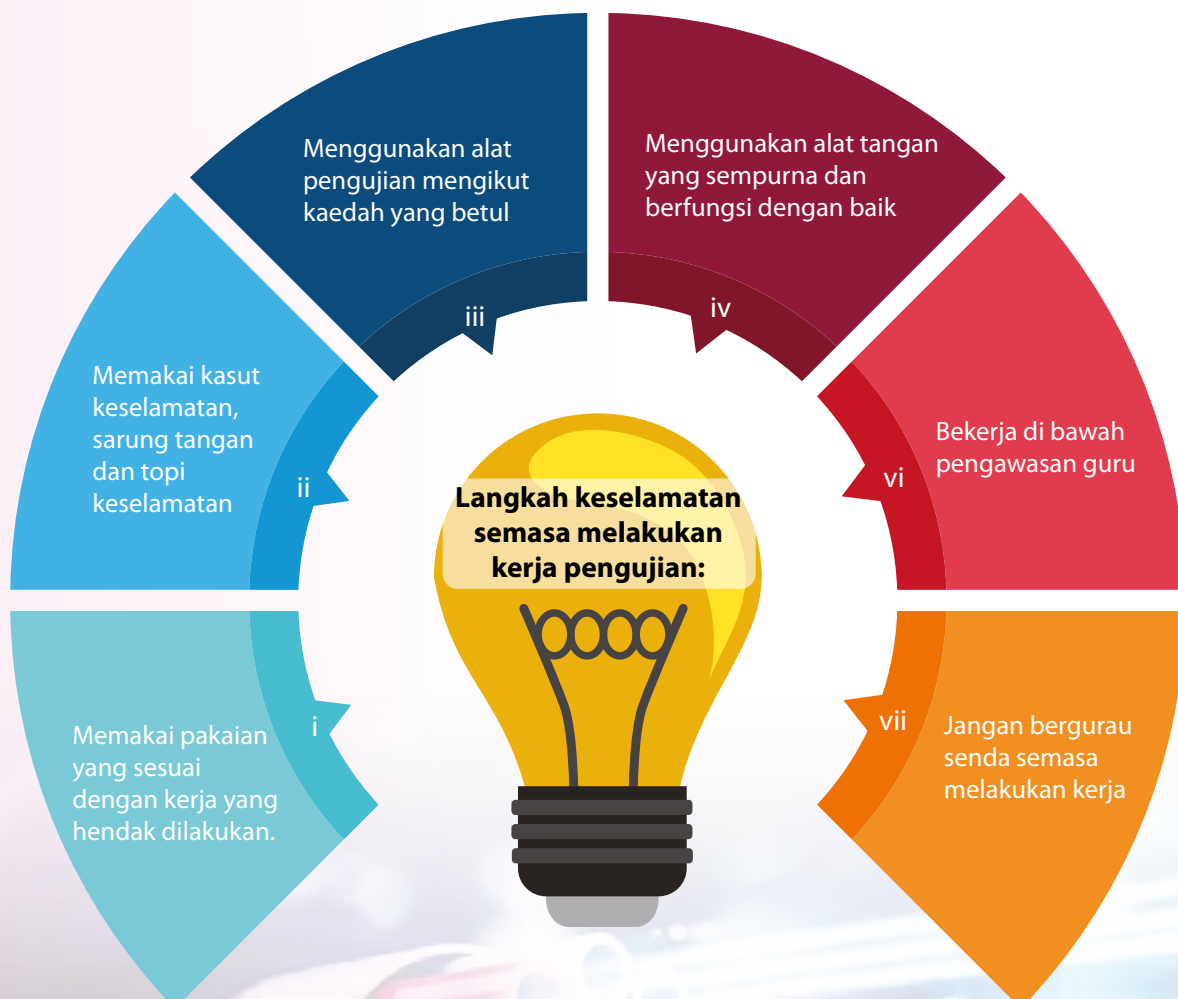 Langkah keselamatan
semasa melakukan
kerja pengujian:
i
Memakai pakaian
yang sesuai
dengan kerja yang
hendak dilakukan.
ii
Memakai kasut
keselamatan,
sarung tangan
dan topi
keselamatan
iii
Menggunakan alat
pengujian mengikut
kaedah yang betul
iv
Menggunakan alat tangan
yang sempurna dan
berfungsi dengan baik
vi
Bekerja di bawah
pengawasan guru
vii
Jangan bergurau
senda semasa
melakukan kerja